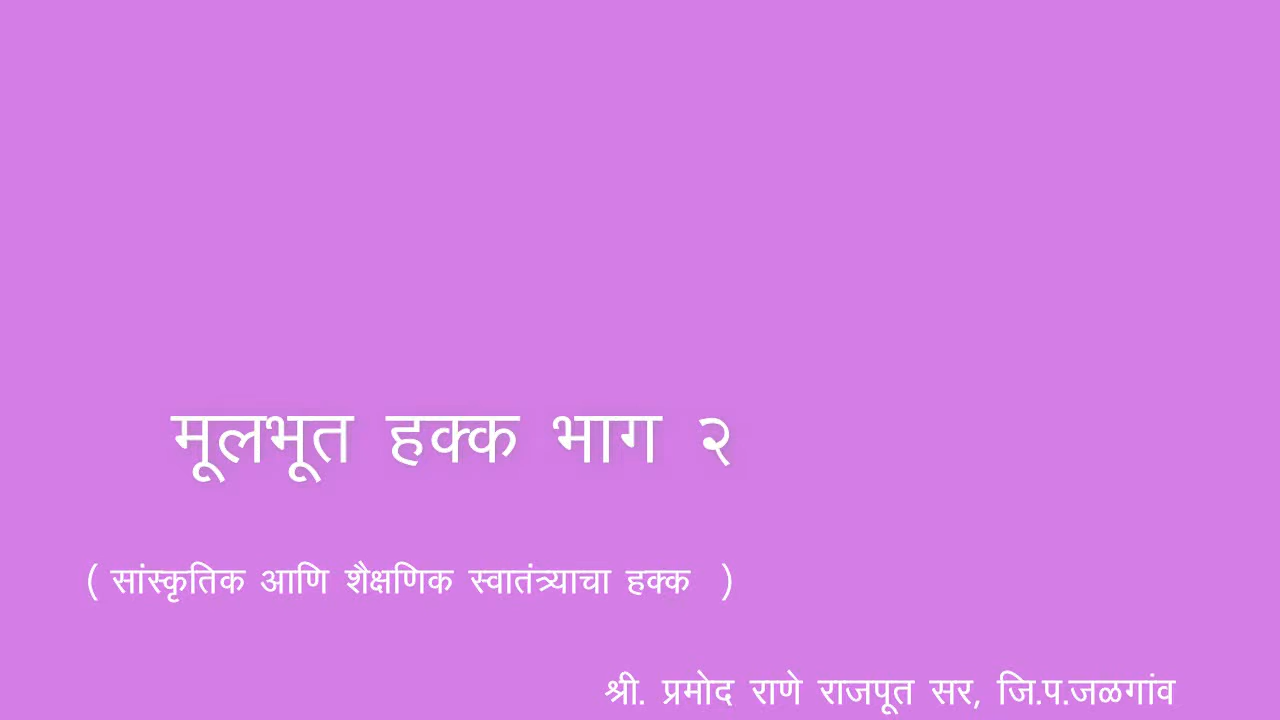 मूलभूत हक्क भाग २
( सांस्कृतिक आणि शैक्षणिक स्वातंत्र्याचा हक्क )
श्री. प्रमोद राणे राजपूत सर, जि.प.जळगांव